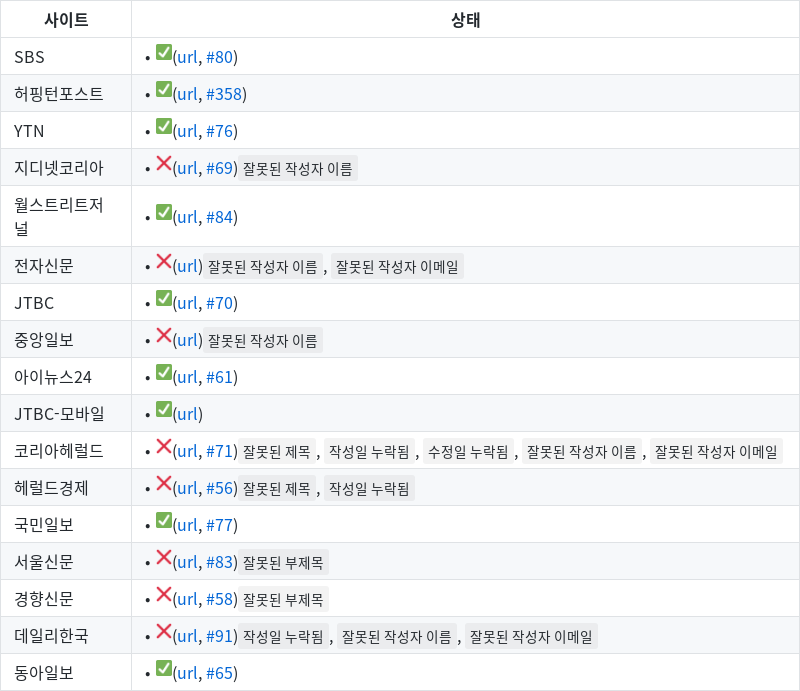 사이트 상태
SBS • ✅(url, #80)
허핑턴포스트 • ✅(url, #358)
YTN • ✅(url, #76)
지디넷코리아 • ❌(url, #69) 잘못된 작성자 이름
월스트리트저
널 • ✅(url, #84)
전자신문 • ❌(url) 잘못된 작성자 이름 , 잘못된 작성자 이메일
JTBC • ✅(url, #70)
중앙일보 • ❌(url) 잘못된 작성자 이름
아이뉴스24 • ✅(url, #61)
JTBC-모바일 • ✅(url)
코리아헤럴드 • ❌(url, #71) 잘못된 제목 , 작성일 누락됨 , 수정일 누락됨 , 잘못된 작성자 이름 , 잘못된 작성자 이메일
헤럴드경제 • ❌(url, #56) 잘못된 제목 , 작성일 누락됨
국민일보 • ✅(url, #77)
서울신문 • ❌(url, #83) 잘못된 부제목
경향신문 • ❌(url, #58) 잘못된 부제목
데일리한국 • ❌(url, #91) 작성일 누락됨 , 잘못된 작성자 이름 , 잘못된 작성자 이메일
동아일보 • ✅(url, #65)